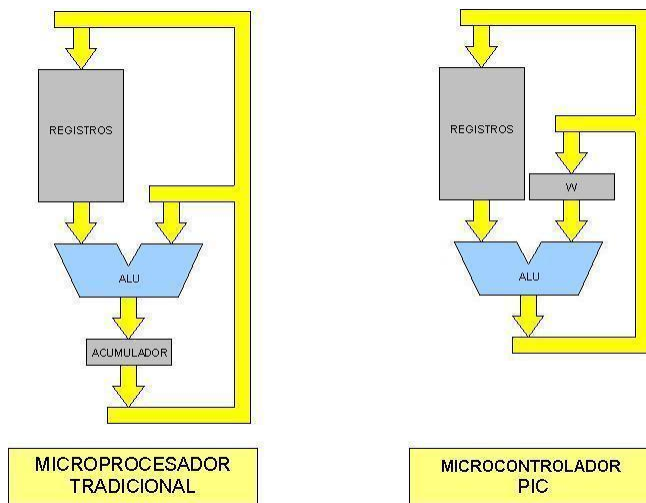 REGISTROS
ALU
ACUMULADOR
MICROPROCESADOR
TRADICIONAL
REGISTROS
W
ALU
MICROCONTROLADOR
PIC